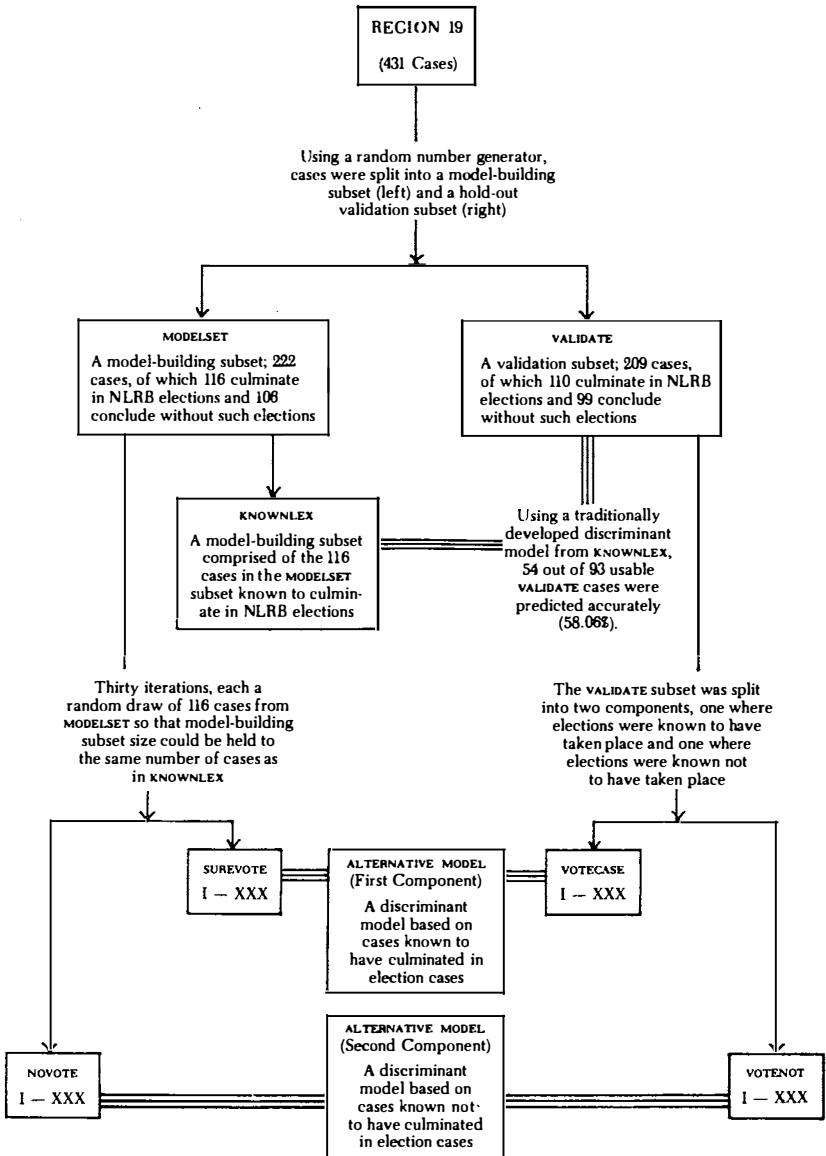 REGION 19
(431 Cases)
Using a random number generator,
cases were split into a model-building
subset (left) and a hold-out
validation subset (right)
MODELSET
A model-building subset; 222
cases, of which 116 culminate
in NLRB elections and 106
conclude without such elections
VALIDATE
A validation subset; 209 cases,
of which 110 culminate in NLRB
elections and 99 conclude
without such elections
KNOWNLEX
A model-building subset
comprised of the 116
cases in the MODELSET
subset known to culmin-
ate in NLRB elections
Using a traditionally
developed discriminant
model from KNOWNLEX,
54 out of 93 usable
VALIDATE cases were
predicted accurately
(58.06%).
Thirty iterations, each a
random draw of 116 cases from
MODELSET so that model-building
subset size could be held to
the same number of cases as
in KNOWNLEX
The VALIDATE subset was split
into two components, one where
elections were known to have
taken place and one where
elections were known not
to have taken place
SUREVOTE
I — XXX
ALTERNATIVE MODEL
(First Component)
A discriminant
model based on
cases known to
have culminated in
election cases
VOTECASE
I — XXX
NOVOTE
I — XXX
ALTERNATIVE MODEL
(Second Component)
A discriminant
model based on
cases known not
to have culminated
in election cases
VOTENOT
I — XXX